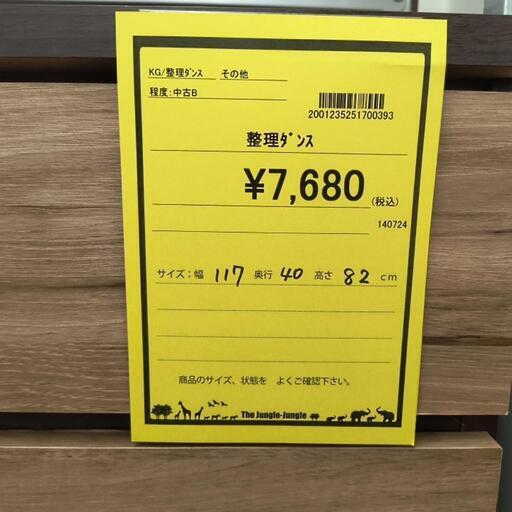 KG/整理ﾀﾞﾝｽ その他
程度:中古B
2001235251700393
整理ﾀﾞﾝｽ
¥7,680(税込)
140724
サイズ:幅 117 奥行 40 高さ 82 cm
商品のサイズ、状態を よくご確認下さい。
The Jungle-Jungle